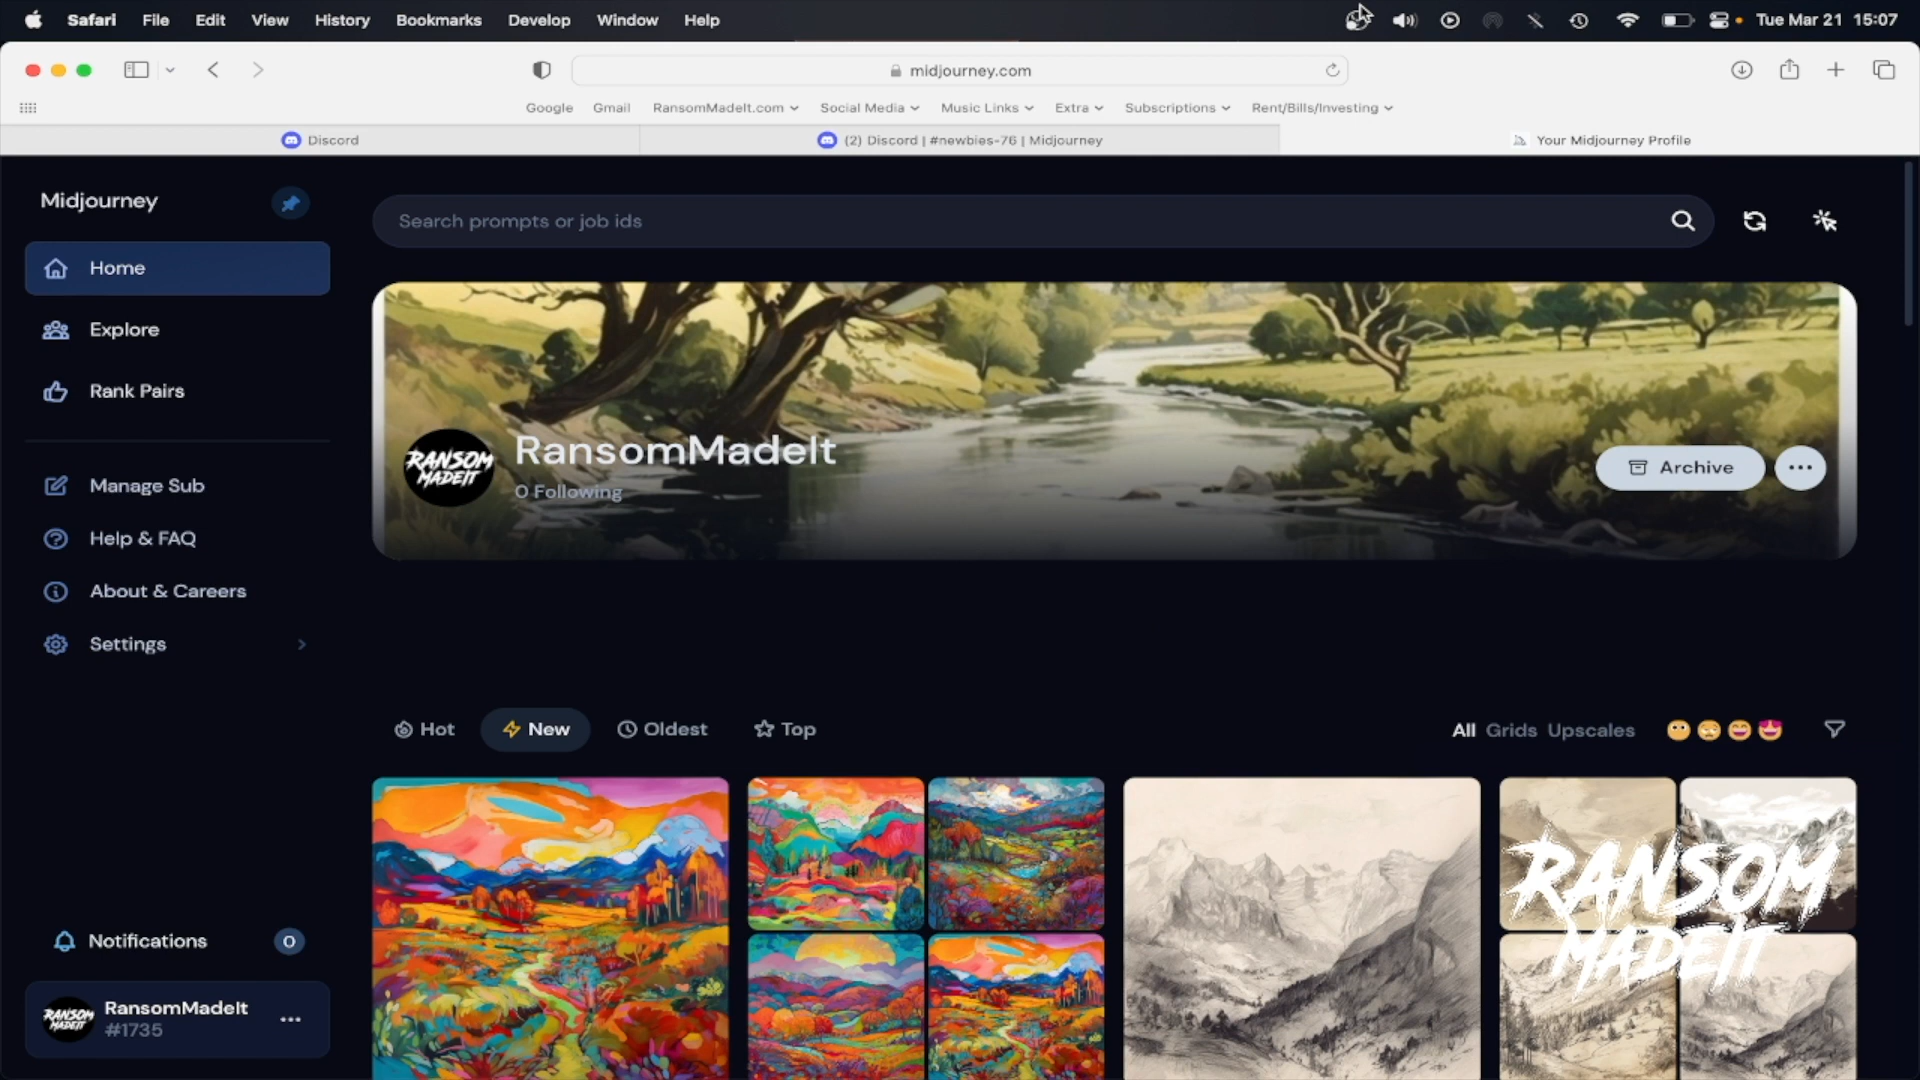 Safari File Edit View History Bookmarks Develop Window Help Tue Mar 21 15:07
midjourney.com
Google Gmail RansomMadeIt.com Social Media Music Links Extra Subscriptions Rent/Bills/Investing
Discord (2) Discord | #newbies-76 | Midjourney Your Midjourney Profile
Midjourney
Search prompts or job ids
Home
Explore
Rank Pairs
Manage Sub
Help & FAQ
About & Careers
Settings
RANSOM
MADEIT
RansomMadeIt
0 Following
Archive
Hot New Oldest Top All Grids Upscales
RANSOM
MADEIT
Notifications 0
RANSOM
MADEIT
RansomMadeIt
#1735